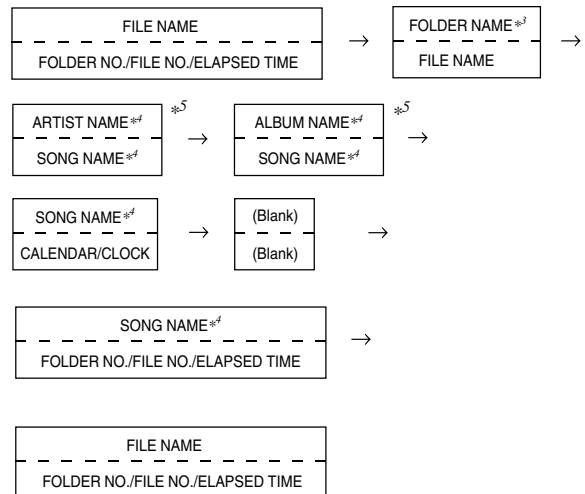 FILE NAME
FOLDER NO./FILE NO./ELAPSED TIME
→
FOLDER NAME*3
FILE NAME
→
ARTIST NAME*4
SONG NAME*4
*5
→
ALBUM NAME*4
SONG NAME*4
*5
→
SONG NAME*4
CALENDAR/CLOCK
→
(Blank)
(Blank)
→
SONG NAME*4
FOLDER NO./FILE NO./ELAPSED TIME
→
FILE NAME
FOLDER NO./FILE NO./ELAPSED TIME